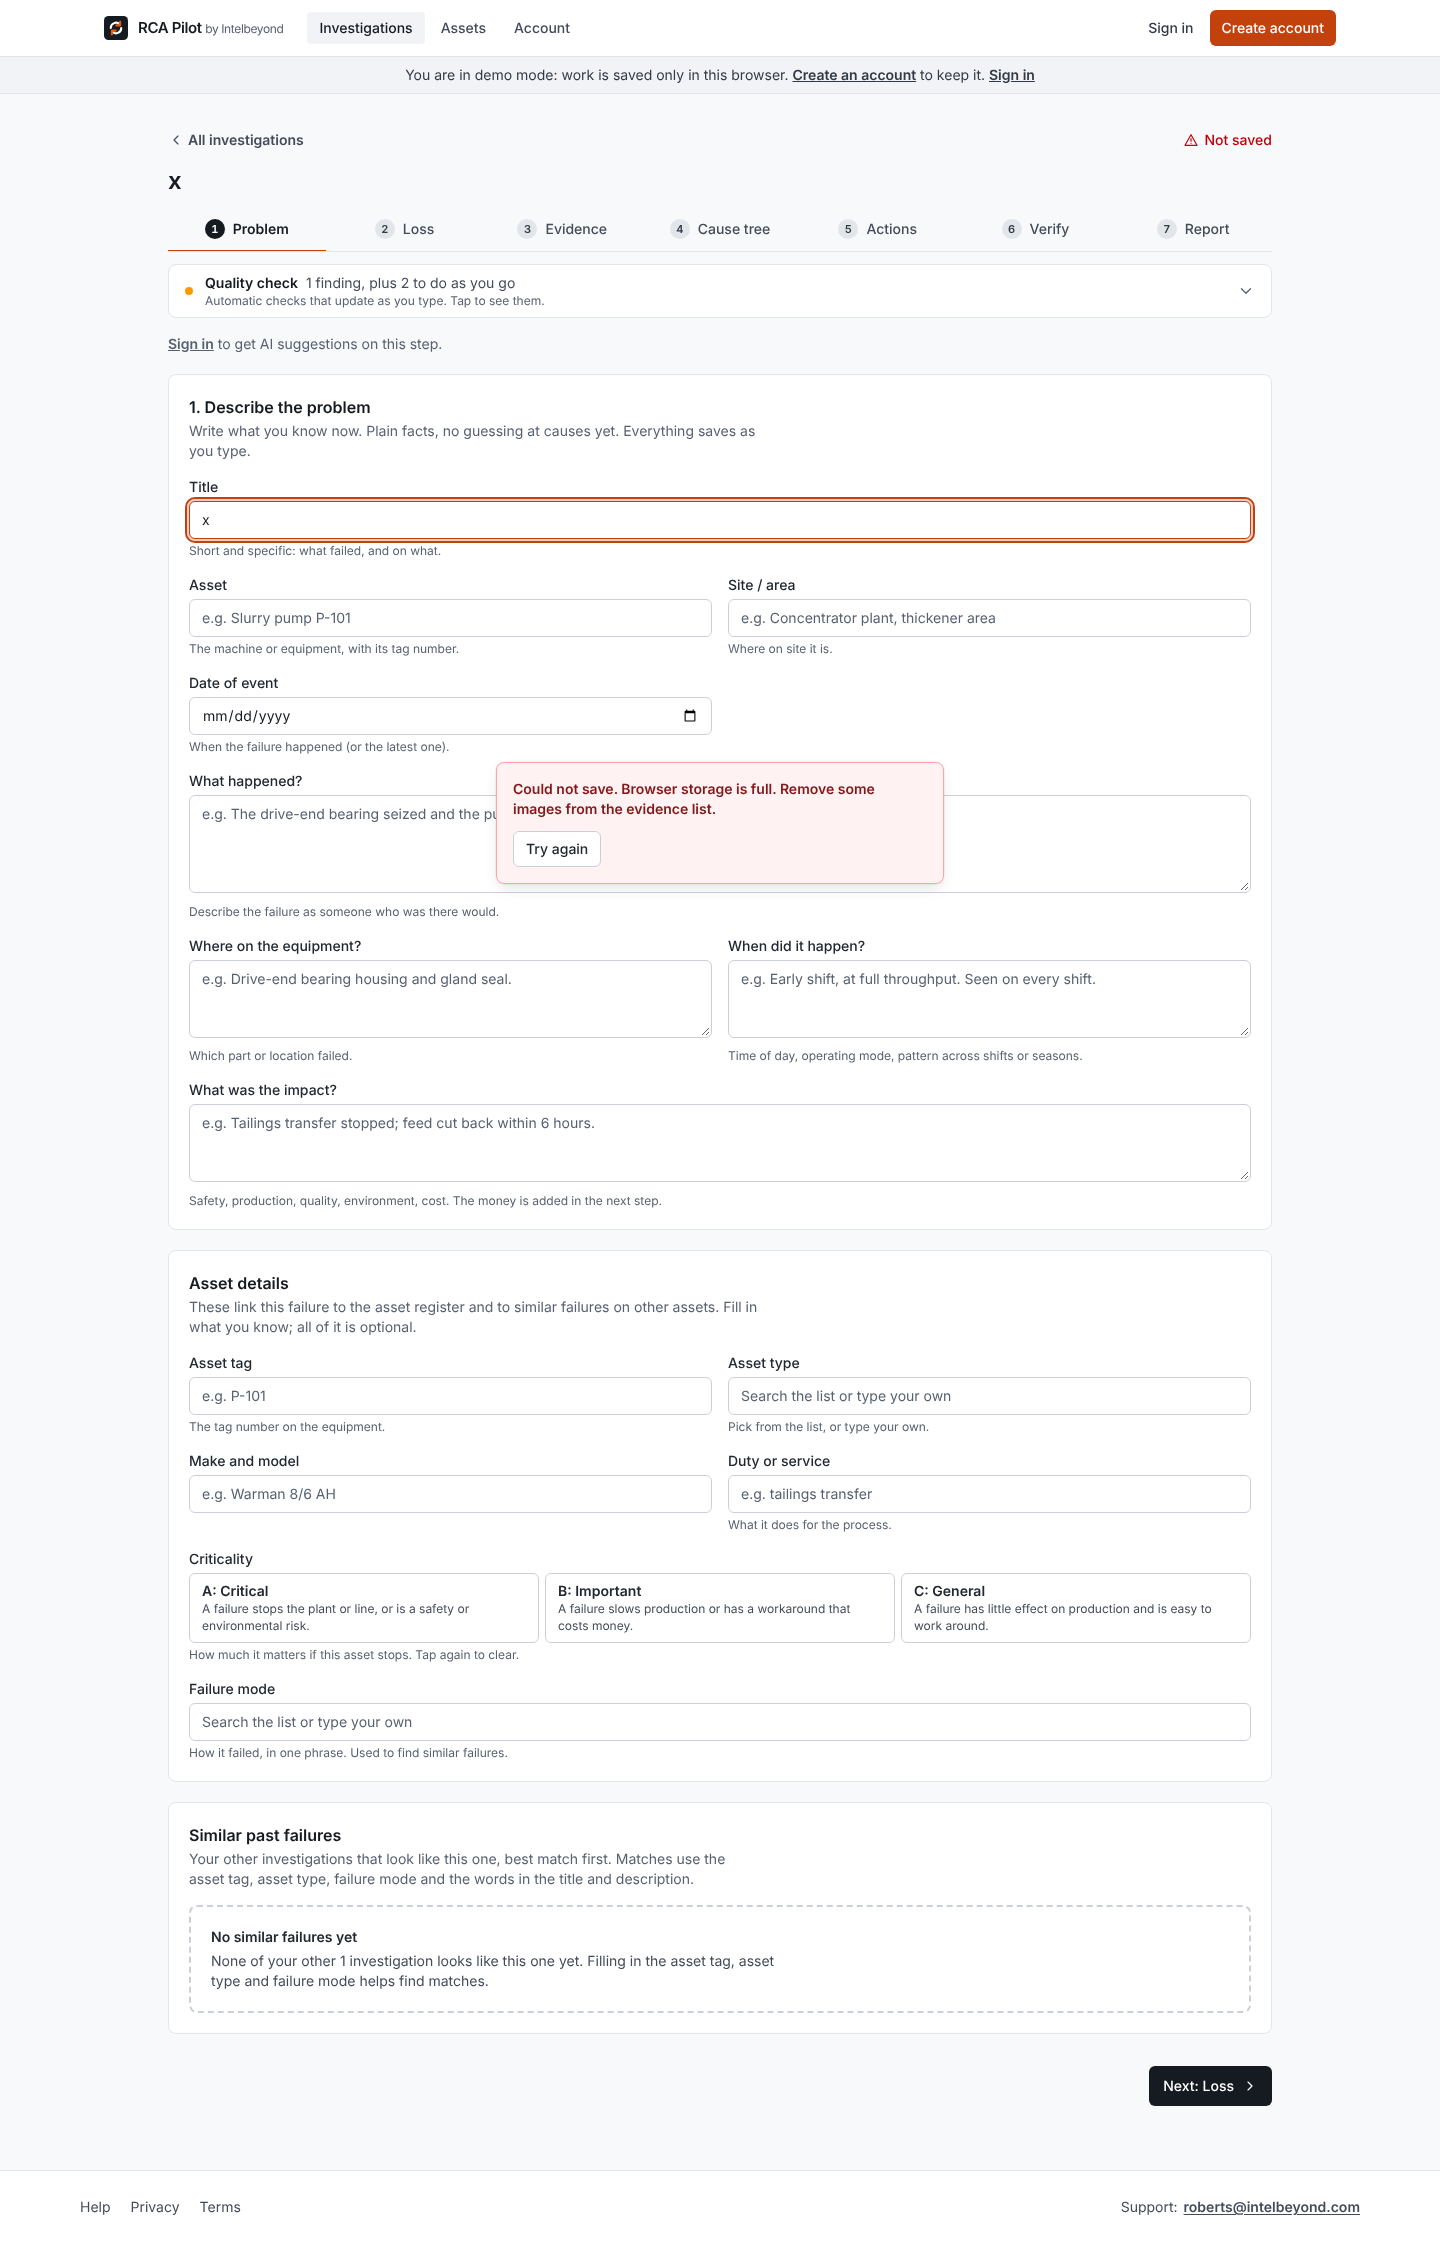 RCA Pilot by Intelbeyond
Investigations
Assets
Account
Sign in
Create account
You are in demo mode: work is saved only in this browser. Create an account to keep it. Sign in
All investigations
Not saved
x
1 Problem
2 Loss
3 Evidence
4 Cause tree
5 Actions
6 Verify
7 Report
Quality check 1 finding, plus 2 to do as you go
Automatic checks that update as you type. Tap to see them.
Sign in to get AI suggestions on this step.
1. Describe the problem
Write what you know now. Plain facts, no guessing at causes yet. Everything saves as
you type.
Title
x
Short and specific: what failed, and on what.
Asset
Site / area
e.g. Slurry pump P-101
e.g. Concentrator plant, thickener area
The machine or equipment, with its tag number.
Where on site it is.
Date of event
mm/dd/yyyy
When the failure happened (or the latest one).
What happened?
e.g. The drive-end bearing seized and the
Could not save. Browser storage is full. Remove some
images from the evidence list.
Try again
Describe the failure as someone who was there would.
Where on the equipment?
When did it happen?
e.g. Drive-end bearing housing and gland seal.
e.g. Early shift, at full throughput. Seen on every shift.
Which part or location failed.
Time of day, operating mode, pattern across shifts or seasons.
What was the impact?
e.g. Tailings transfer stopped; feed cut back within 6 hours.
Safety, production, quality, environment, cost. The money is added in the next step.
Asset details
These link this failure to the asset register and to similar failures on other assets. Fill in
what you know; all of it is optional.
Asset tag
Asset type
e.g. P-101
Search the list or type your own
The tag number on the equipment.
Pick from the list, or type your own.
Make and model
Duty or service
e.g. Warman 8/6 AH
e.g. tailings transfer
What it does for the process.
Criticality
A: Critical
A failure stops the plant or line, or is a safety or
environmental risk.
B: Important
A failure slows production or has a workaround that
costs money.
C: General
A failure has little effect on production and is easy to
work around.
How much it matters if this asset stops. Tap again to clear.
Failure mode
Search the list or type your own
How it failed, in one phrase. Used to find similar failures.
Similar past failures
Your other investigations that look like this one, best match first. Matches use the
asset tag, asset type, failure mode and the words in the title and description.
No similar failures yet
None of your other 1 investigation looks like this one yet. Filling in the asset tag, asset
type and failure mode helps find matches.
Next: Loss
Help
Privacy
Terms
Support: roberts@intelbeyond.com